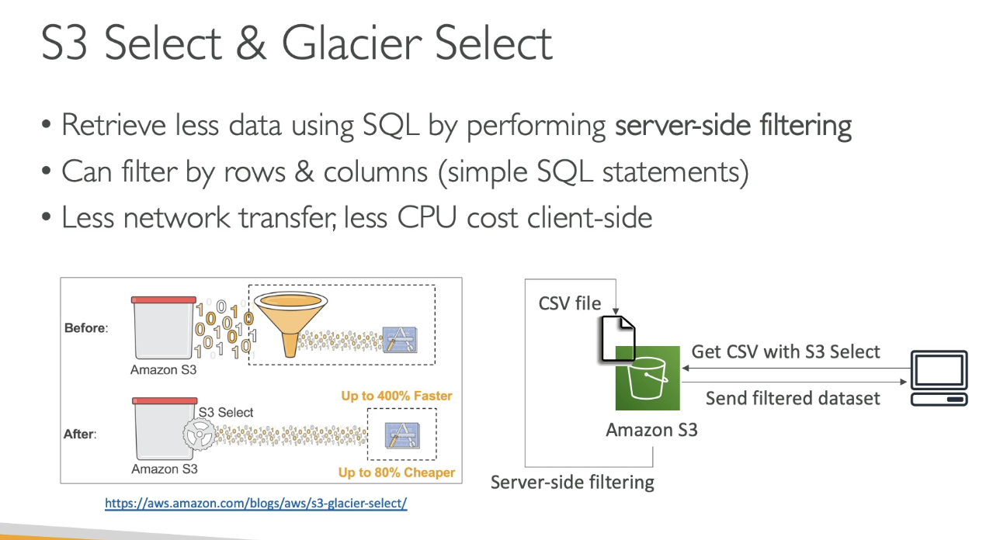 S3 Select & Glacier Select
• Retrieve less data using SQL by performing server-side filtering
• Can filter by rows & columns (simple SQL statements)
• Less network transfer, less CPU cost client-side
Before:
Amazon S3
Up to 400% Faster
S3 Select
After:
Amazon S3
Up to 80% Cheaper
https://aws.amazon.com/blogs/aws/s3-glacier-select/
CSV file
Get CSV with S3 Select
Send filtered dataset
Amazon S3
Server-side filtering